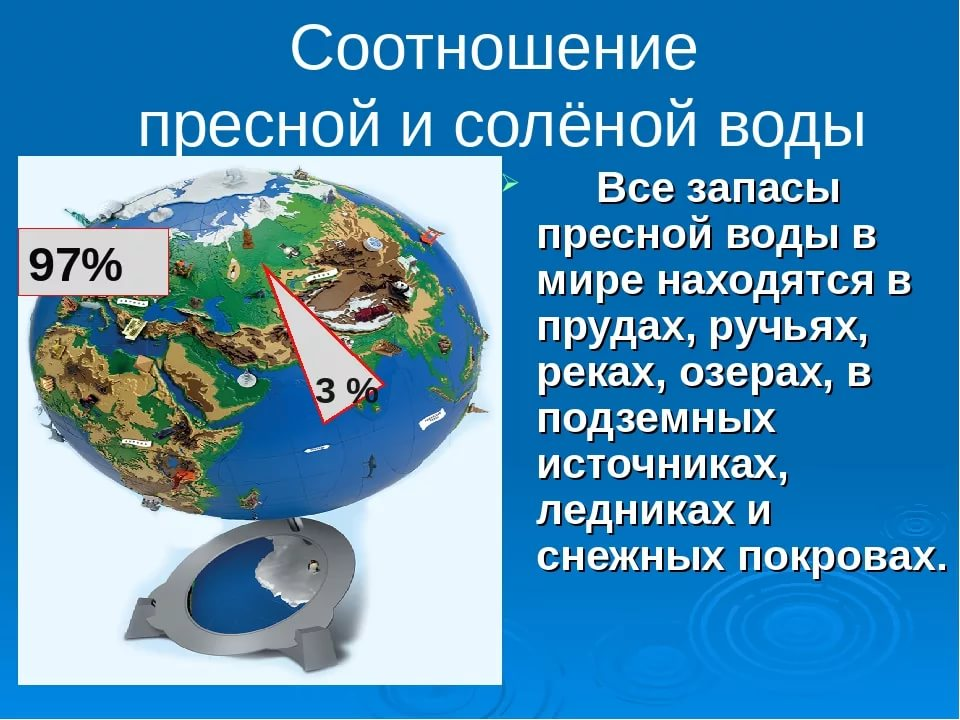 Соотношение
пресной и солёной воды
97%
3 %
Все запасы
пресной воды в
мире находятся в
прудах, ручьях,
реках, озерах, в
подземных
источниках,
ледниках и
снежных покровах.